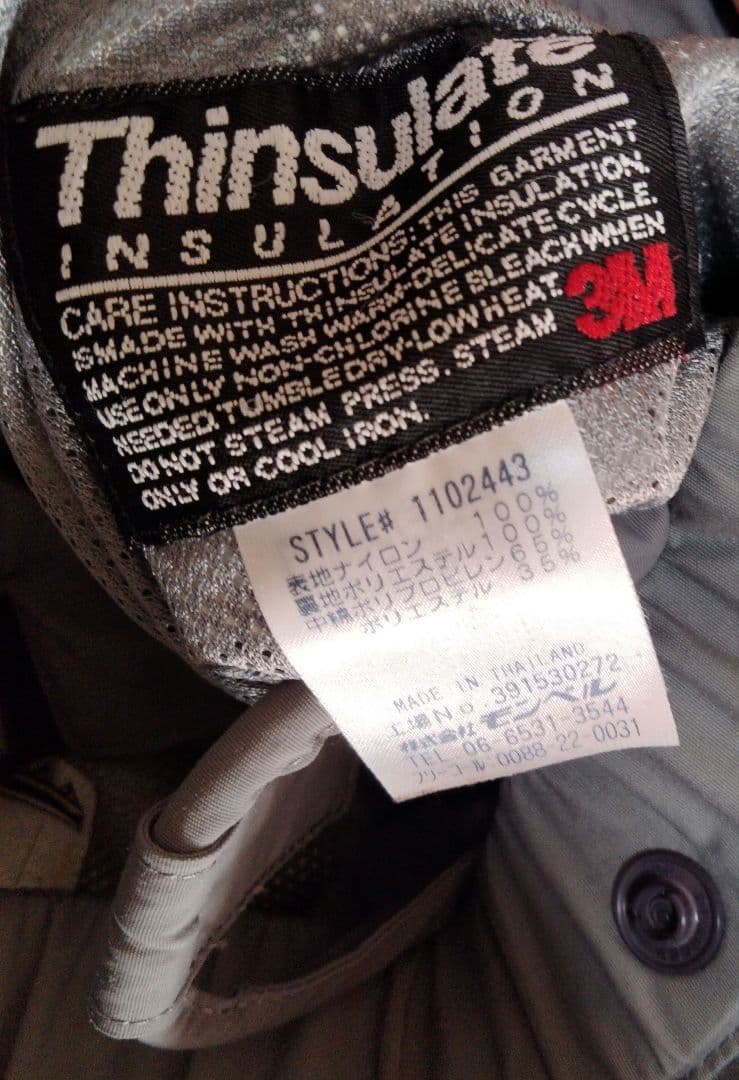 Thinsulate
INSULATION
CARE INSTRUCTIONS: THIS GARMENT
IS MADE WITH THINSULATE INSULATION.
MACHINE WASH WARM-DELICATE CYCLE.
USE ONLY NON-CHLORINE BLEACH WHEN
NEEDED. TUMBLE DRY-LOW HEAT.
DO NOT STEAM PRESS. STEAM
ONLY OR COOL IRON.
3M
STYLE# 1102443
表地ナイロン 100%
裏地ポリエステル 100%
中綿ポリプロピレン 65%
ポリエステル 35%
MADE IN THAILAND
工場No. 391530272
株式会社モンベル
TEL 06-6531-3544
フリーコール 0088-22-0031